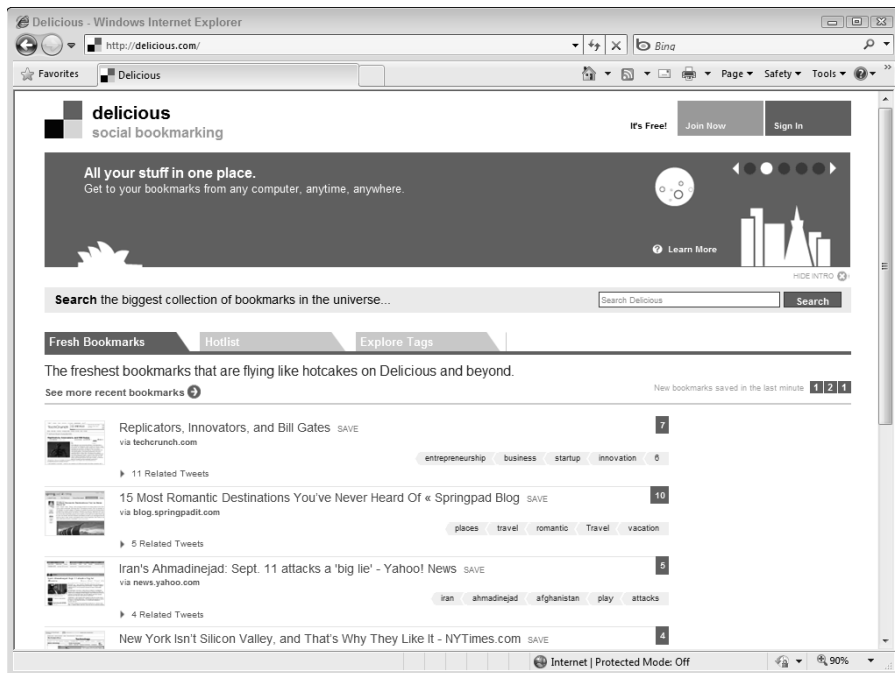 Delicious - Windows Internet Explorer
http://delicious.com/
Bing
Favorites
Delicious
Page
Safety
Tools
delicious
social bookmarking
It's Free!
Join Now
Sign In
All your stuff in one place.
Get to your bookmarks from any computer, anytime, anywhere.
Learn More
HIDE INTRO
Search the biggest collection of bookmarks in the universe...
Search Delicious
Search
Fresh Bookmarks
Hotlist
Explore Tags
The freshest bookmarks that are flying like hotcakes on Delicious and beyond.
See more recent bookmarks
New bookmarks saved in the last minute 1 2 1
Replicators, Innovators, and Bill Gates SAVE
7
via techcrunch.com
entrepreneurship business startup innovation 6
11 Related Tweets
15 Most Romantic Destinations You've Never Heard Of « Springpad Blog SAVE
10
via blog.springpadit.com
places travel romantic Travel vacation
5 Related Tweets
Iran's Ahmadinejad: Sept. 11 attacks a 'big lie' - Yahoo! News SAVE
5
via news.yahoo.com
iran ahmadinejad afghanistan play attacks
4 Related Tweets
New York Isn't Silicon Valley, and That's Why They Like It - NYTimes.com SAVE
4
Internet | Protected Mode: Off
90%